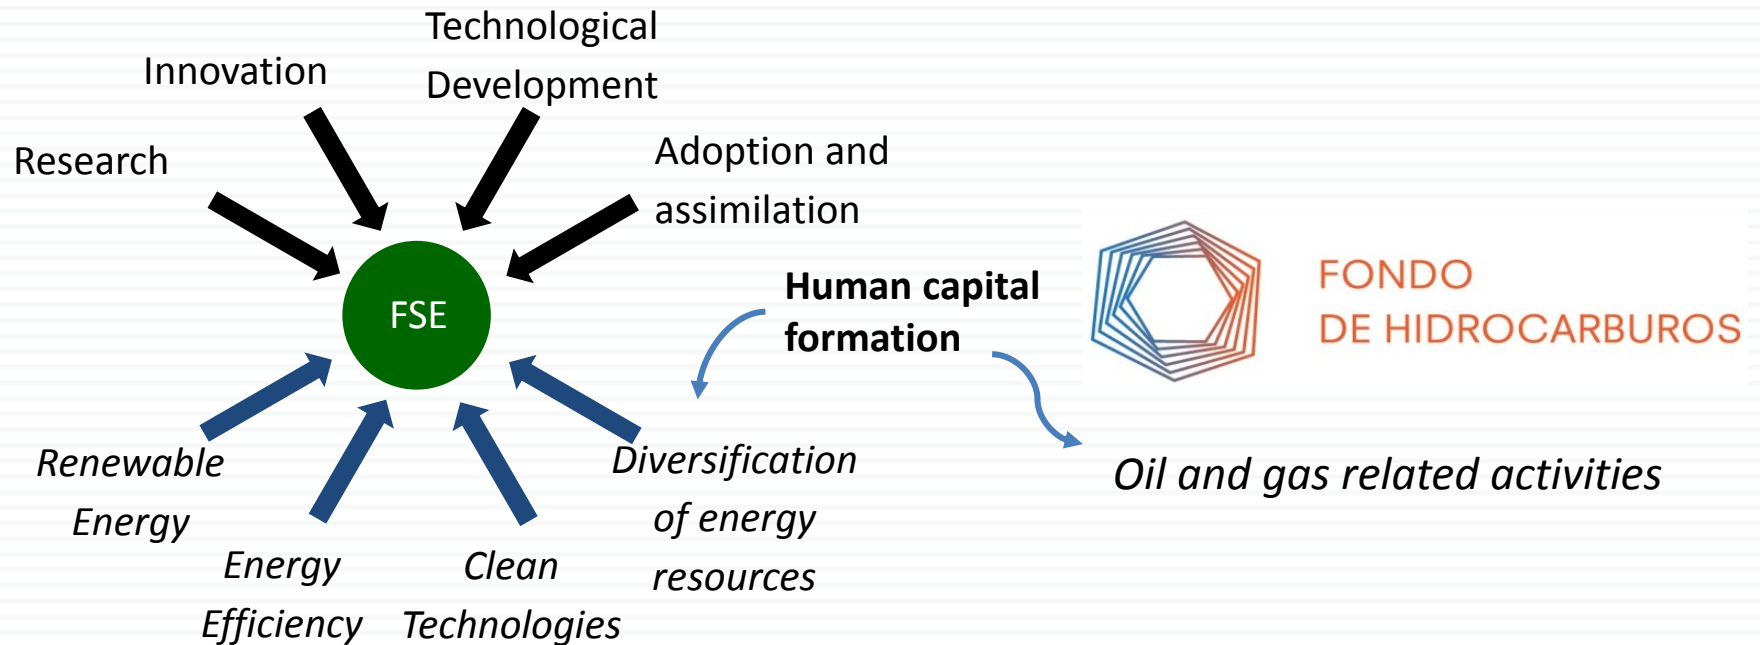 Technological
Development
Innovation
Research
Adoption and
assimilation
FSE
Human capital
formation
FONDO
DE HIDROCARBUROS
Renewable
Energy
Energy
Efficiency
Clean
Technologies
Diversification
of energy
resources
Oil and gas related activities